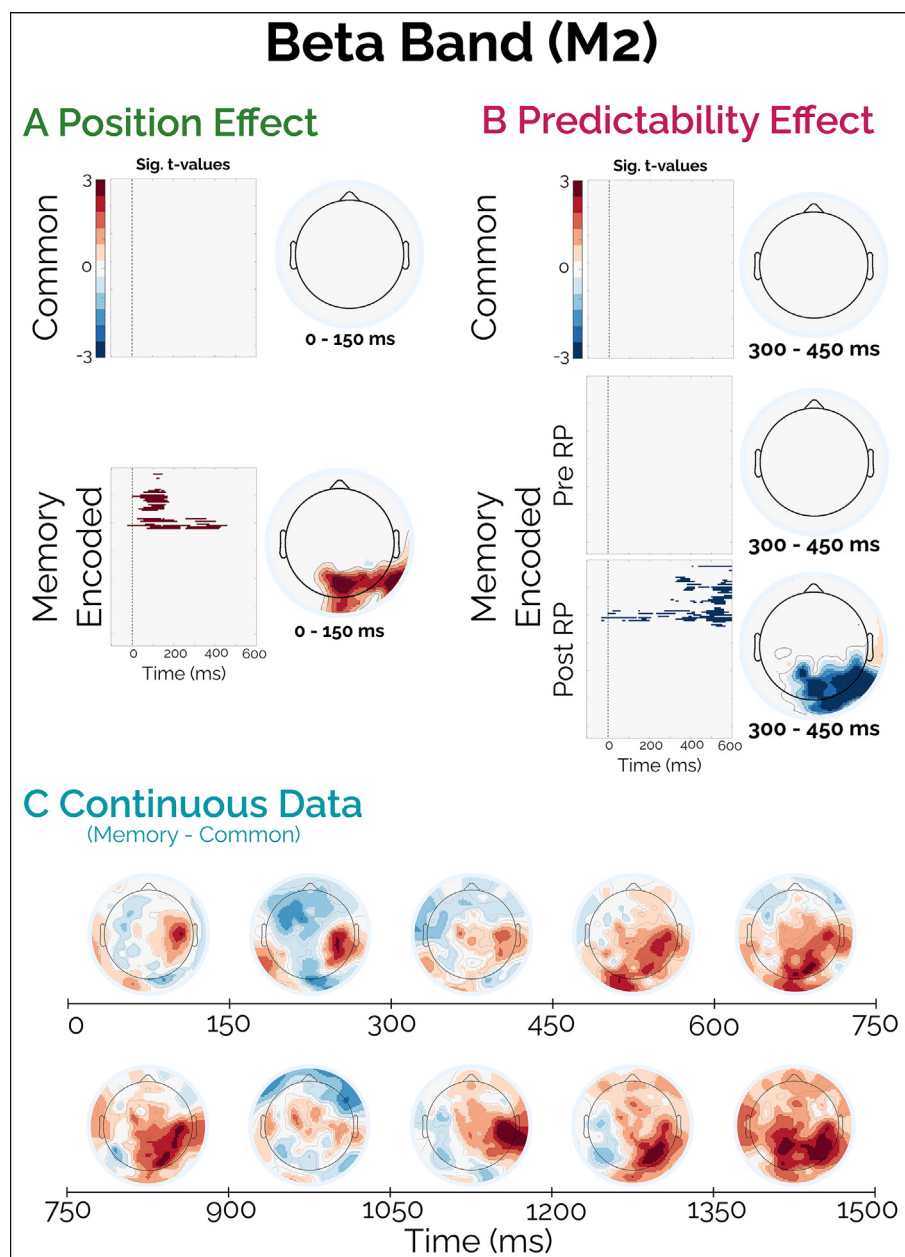 Beta Band (M2)
A Position Effect
Sig. t-values
3
0
-3
Common
0 - 150 ms
Memory
Encoded
0 200 400 600
Time (ms)
0 - 150 ms
B Predictability Effect
Sig. t-values
3
0
-3
Common
300 - 450 ms
Memory
Encoded
Pre RP
300 - 450 ms
Post RP
0 200 400 600
Time (ms)
300 - 450 ms
C Continuous Data
(Memory - Common)
0 150 300 450 600 750
750 900 1050 1200 1350 1500
Time (ms)